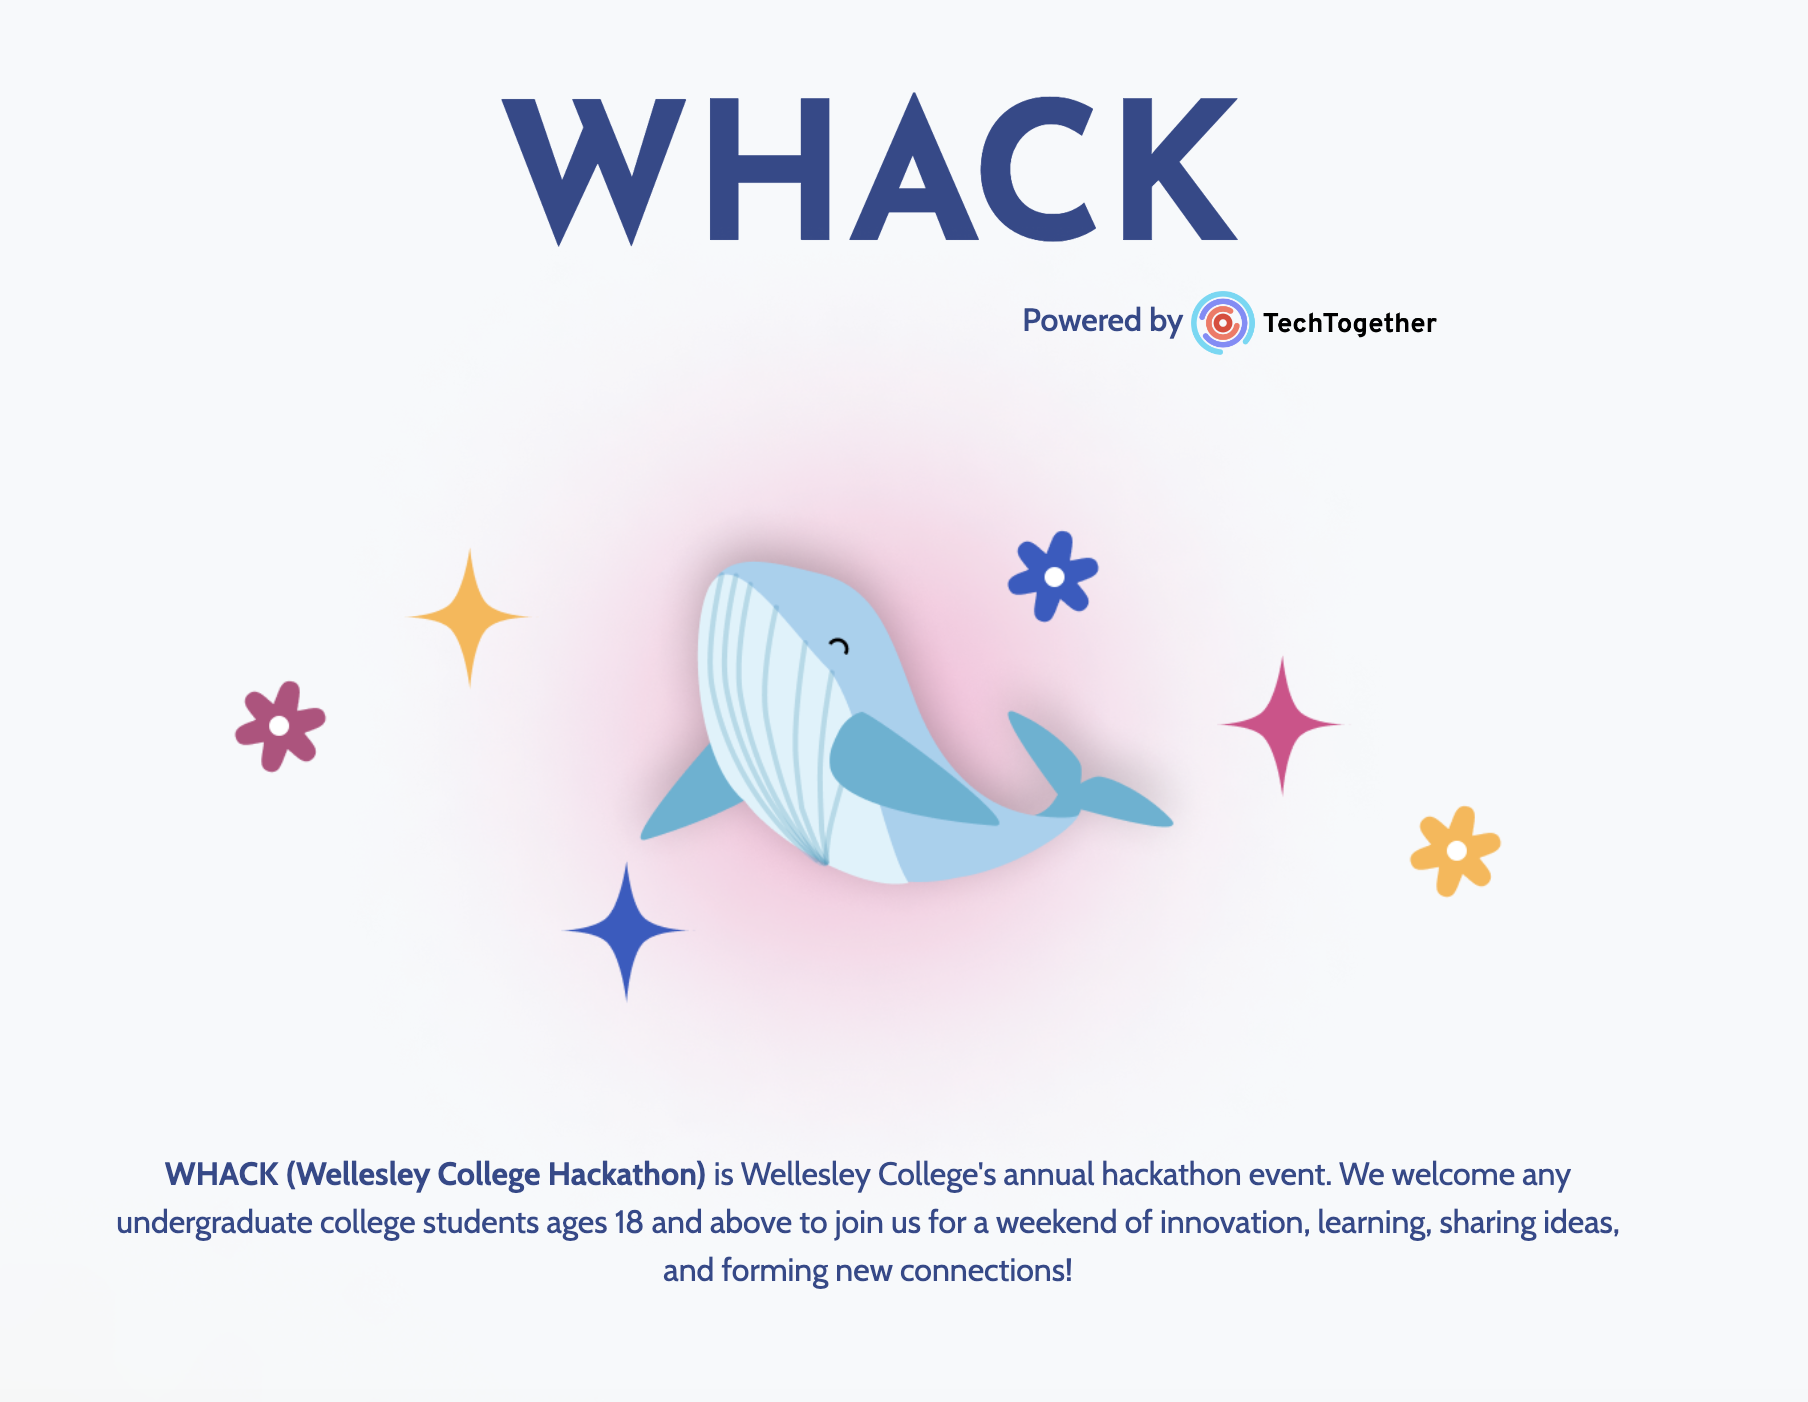 WHACK
Powered by TechTogether
WHACK (Wellesley College Hackathon) is Wellesley College's annual hackathon event. We welcome any
undergraduate college students ages 18 and above to join us for a weekend of innovation, learning, sharing ideas,
and forming new connections!